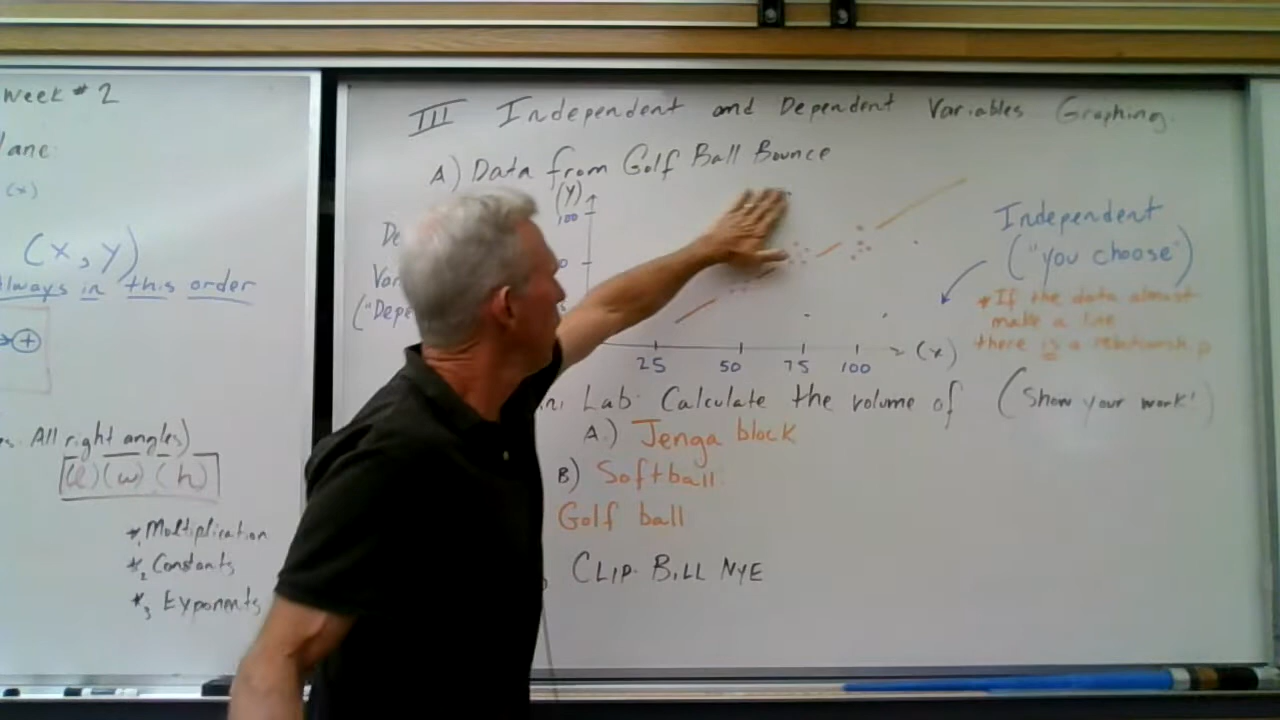 Week #2
lane:
(x)
(x,y)
always in this order
All right angles)
(l)(w)(h)
*1 Multiplication
*2 Constants
*3 Exponents
III Independent and Dependent Variables Graphing.
A) Data from Golf Ball Bounce
(Y)
100
De
Var
("Depe
25 50 75 100 (x)
Independent
("you choose")
*If the data almost
make a line
there is a relationship
Lab: Calculate the volume of (Show your work!)
A.) Jenga block
B) Softball
Golf ball
CLIP: BILL NYE